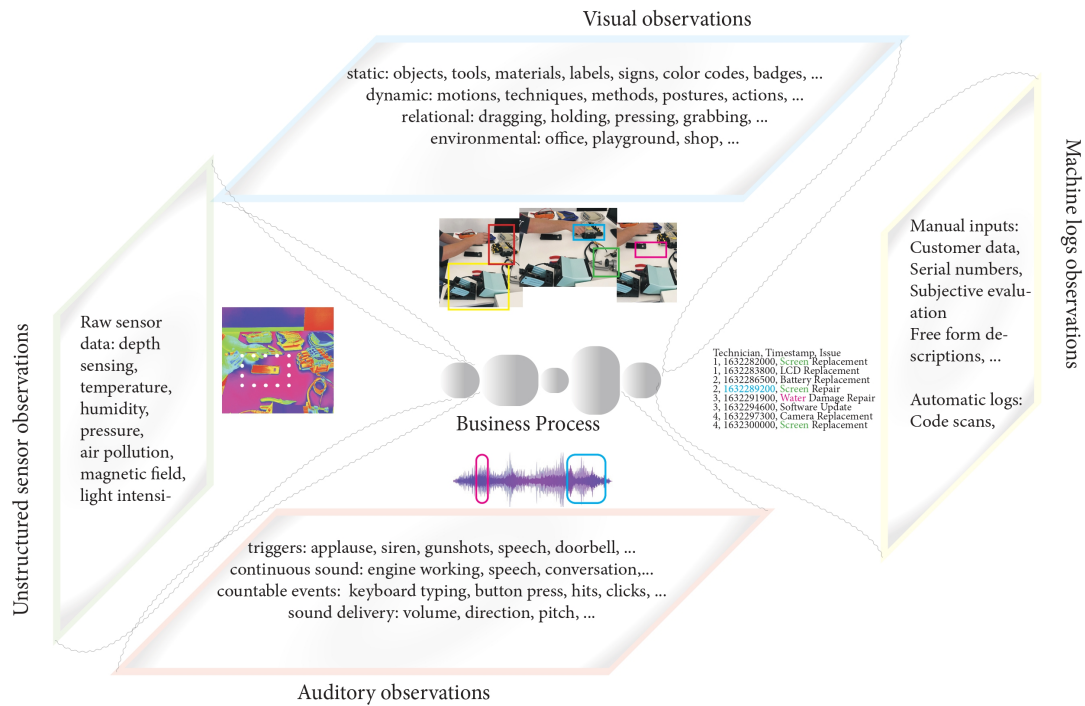 Visual observations
static: objects, tools, materials, labels, signs, color codes, badges, ...
dynamic: motions, techniques, methods, postures, actions, ...
relational: dragging, holding, pressing, grabbing, ...
environmental: office, playground, shop, ...
Machine logs observations
Manual inputs:
Customer data,
Serial numbers,
Subjective evalu-
ation
Free form de-
scriptions, ...
Automatic logs:
Code scans,
Unstructured sensor observations
Raw sensor
data: depth
sensing,
temperature,
humidity,
pressure,
air pollution,
magnetic field,
light intensi-
Technician, Timestamp, Issue
1, 1632282000, Screen Replacement
1, 1632283800, LCD Replacement
2, 1632286500, Battery Replacement
2, 1632289200, Screen Repair
3, 1632291900, Water Damage Repair
3, 1632294600, Software Update
4, 1632297300, Camera Replacement
4, 1632300000, Screen Replacement
Business Process
triggers: applause, siren, gunshots, speech, doorbell, ...
continuous sound: engine working, speech, conversation,...
countable events: keyboard typing, button press, hits, clicks, ...
sound delivery: volume, direction, pitch, ...
Auditory observations